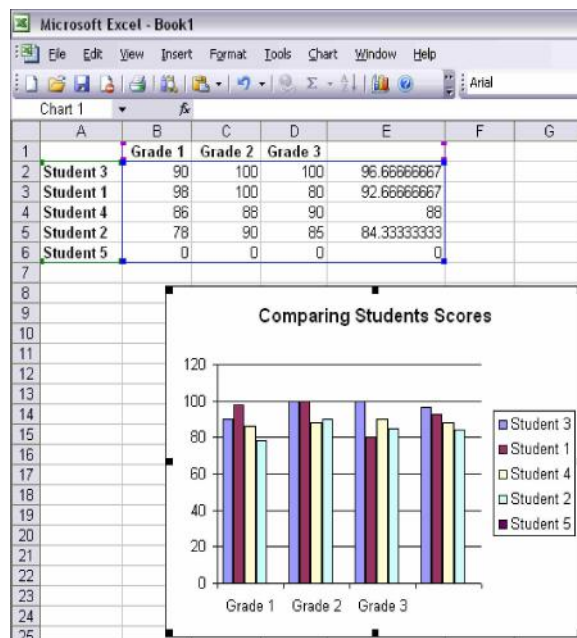 Microsoft Excel - Book1
File Edit View Insert Format Tools Chart Window Help
Σ Arial
Chart 1 fx
A B C D E F G
1 Grade 1 Grade 2 Grade 3
2 Student 3 90 100 100 96.66666667
3 Student 1 98 100 80 92.66666667
4 Student 4 86 88 90 88
5 Student 2 78 90 85 84.33333333
6 Student 5 0 0 0 0
7
8
9
10
11
12
13
14
15
16
17
18
19
20
21
22
23
24
25
Comparing Students Scores
120
100
80
60
40
20
0
Grade 1 Grade 2 Grade 3
Student 3
Student 1
Student 4
Student 2
Student 5